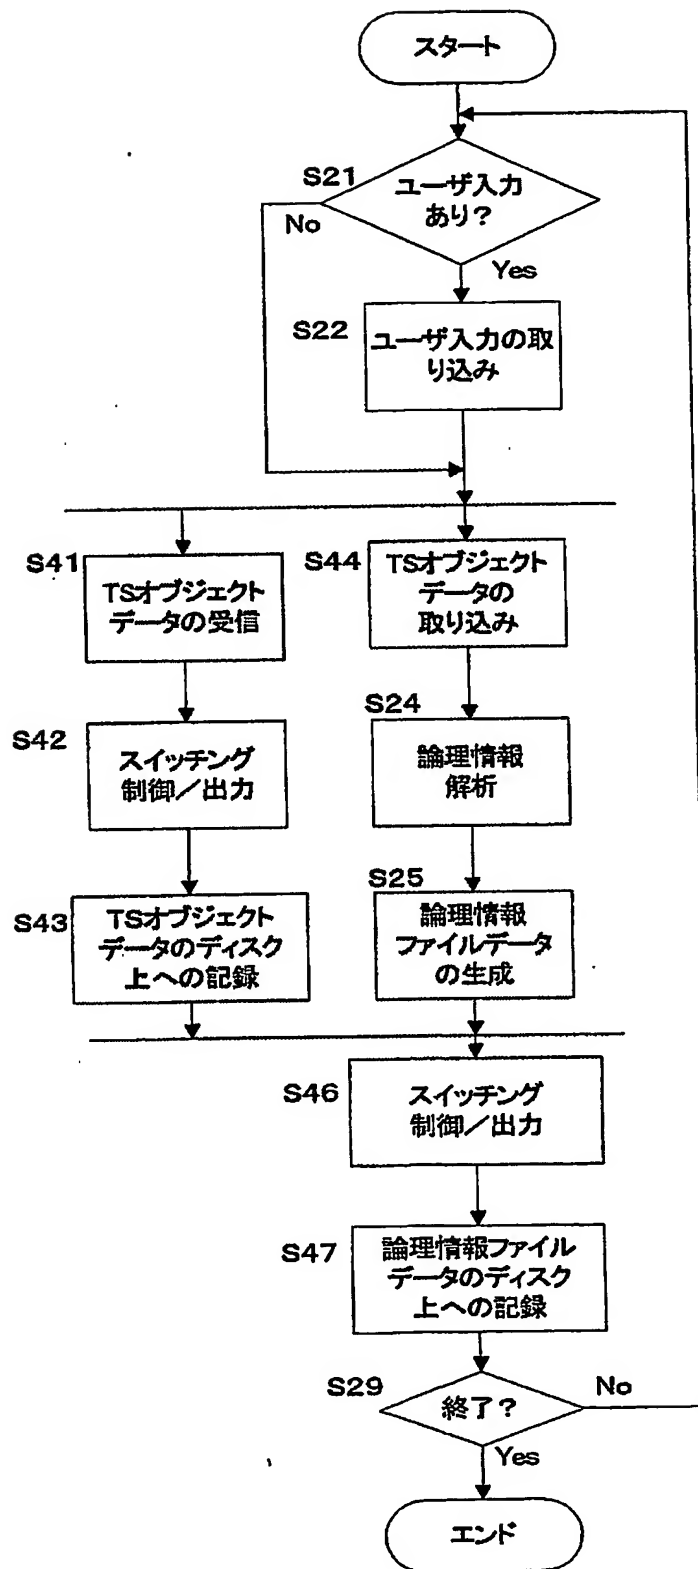 スタート
S21
ユーザ入力
あり?
No
Yes
S22
ユーザ入力の取
り込み
S41
TSオブジェクト
データの受信
S44
TSオブジェクト
データの
取り込み
S42
スイッチング
制御/出力
S24
論理情報
解析
S43
TSオブジェクト
データのディスク
上への記録
S25
論理情報
ファイルデータ
の生成
S46
スイッチング
制御/出力
S47
論理情報ファイル
データのディスク
上への記録
S29
終了?
No
Yes
エンド